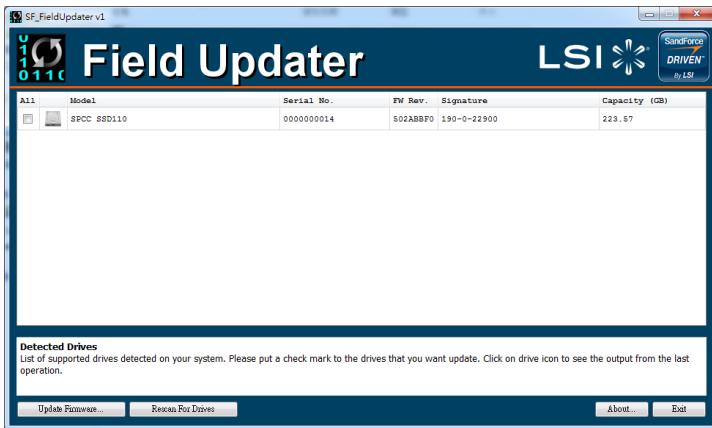 SF_FieldUpdater v1
Field Updater
LSI
SandForce
DRIVEN
By LSI
All Model Serial No. FW Rev. Signature Capacity (GB)
SPCC SSD110 0000000014 502ABBF0 190-0-22900 223.57
Detected Drives
List of supported drives detected on your system. Please put a check mark to the drives that you want update. Click on drive icon to see the output from the last
operation.
Update Firmware... Rescan For Drives About... Exit